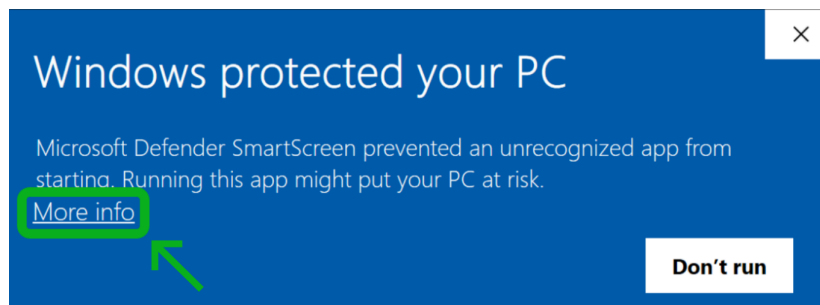 Windows protected your PC
Microsoft Defender SmartScreen prevented an unrecognized app from
starting. Running this app might put your PC at risk.
More info
Don't run